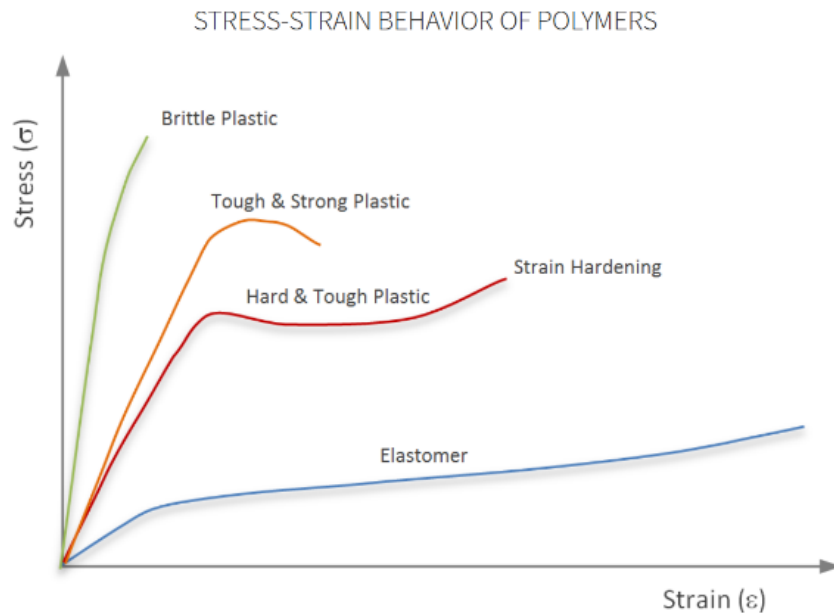 STRESS-STRAIN BEHAVIOR OF POLYMERS
Stress (σ)
Brittle Plastic
Tough & Strong Plastic
Strain Hardening
Hard & Tough Plastic
Elastomer
Strain (ε)